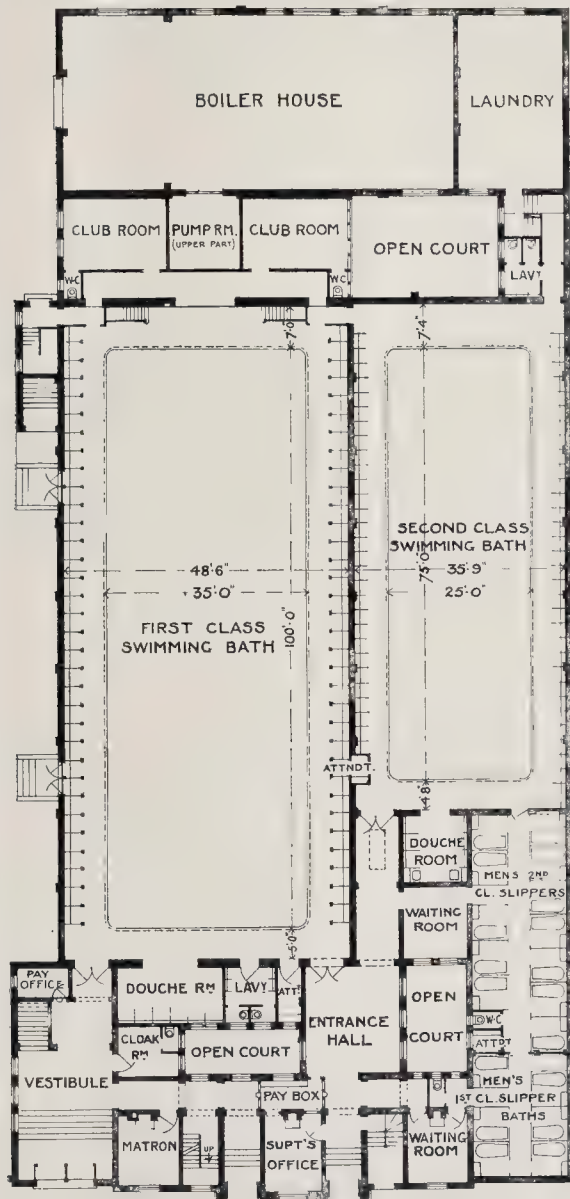 BOILER HOUSE
LAUNDRY
CLUB ROOM
PUMP RM.
(UPPER PART)
CLUB ROOM
OPEN COURT
LAVY
W.C
W.C
7'.0"
7'.4"
SECOND CLASS
SWIMMING BATH
75'.0"
35'.9"
25'.0"
48'.6"
35'.0"
FIRST CLASS
SWIMMING BATH
100'.0"
ATTNDT.
4'.8"
DOUCHE
ROOM
MENS 2ND
CL. SLIPPERS
WAITING
ROOM
5'.0"
PAY
OFFICE
DOUCHE RM
LAVY
ATT.
ENTRANCE
HALL
OPEN
COURT
W.C
ATTDT
CLOAK
RM
OPEN COURT
VESTIBULE
PAY BOX
MEN'S
1ST CL. SLIPPER
BATHS
MATRON
UP
SUPT'S
OFFICE
WAITING
ROOM